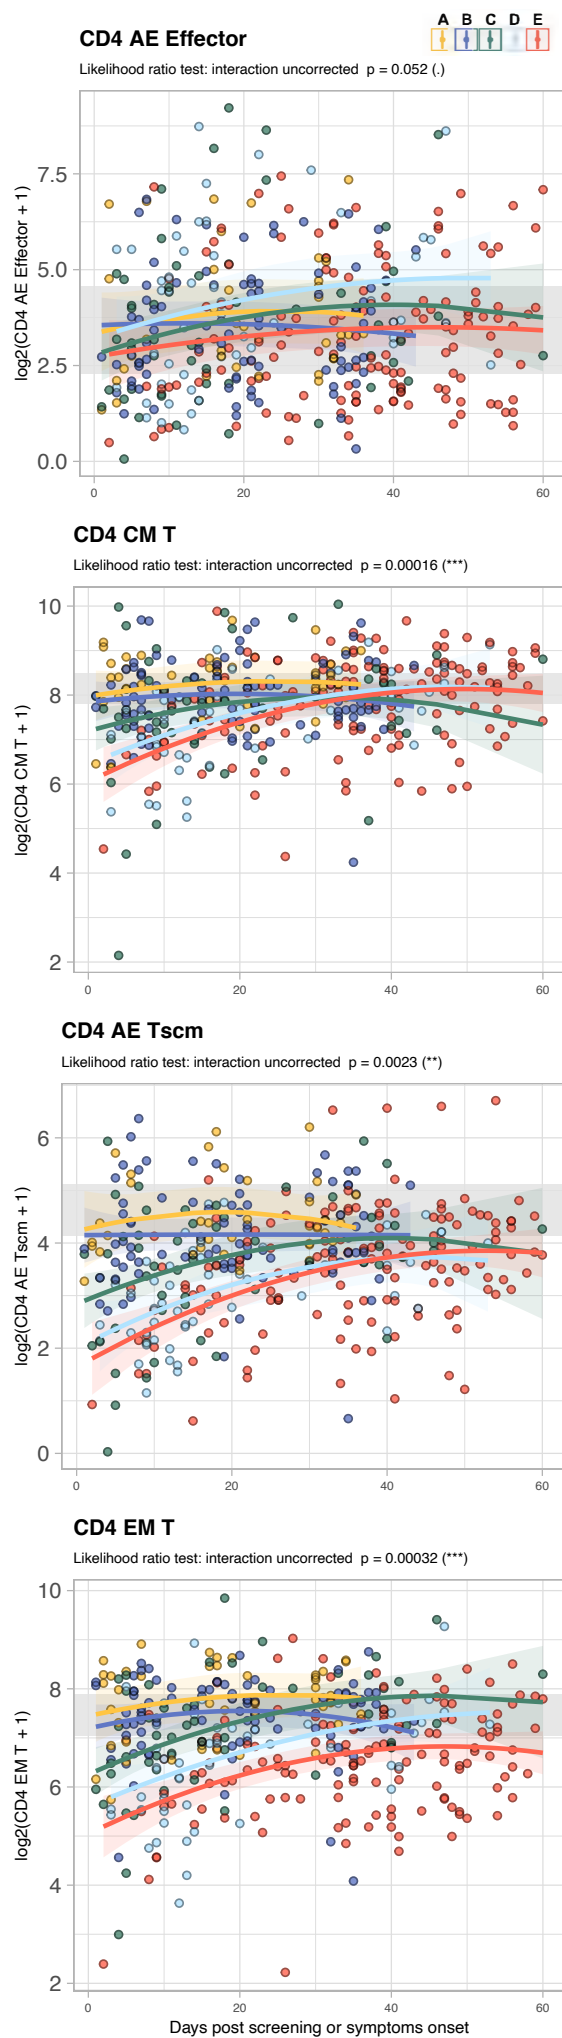 A B C D E
CD4 AE Effector
Likelihood ratio test: interaction uncorrected p = 0.052 (.)
log2(CD4 AE Effector + 1)
7.5
5.0
2.5
0.0
0 20 40 60
CD4 CM T
Likelihood ratio test: interaction uncorrected p = 0.00016 (***)
log2(CD4 CM T + 1)
10
8
6
4
2
0 20 40 60
CD4 AE Tscm
Likelihood ratio test: interaction uncorrected p = 0.0023 (**)
log2(CD4 AE Tscm + 1)
6
4
2
0
0 20 40 60
CD4 EM T
Likelihood ratio test: interaction uncorrected p = 0.00032 (***)
log2(CD4 EM T + 1)
10
8
6
4
2
0 20 40 60
Days post screening or symptoms onset